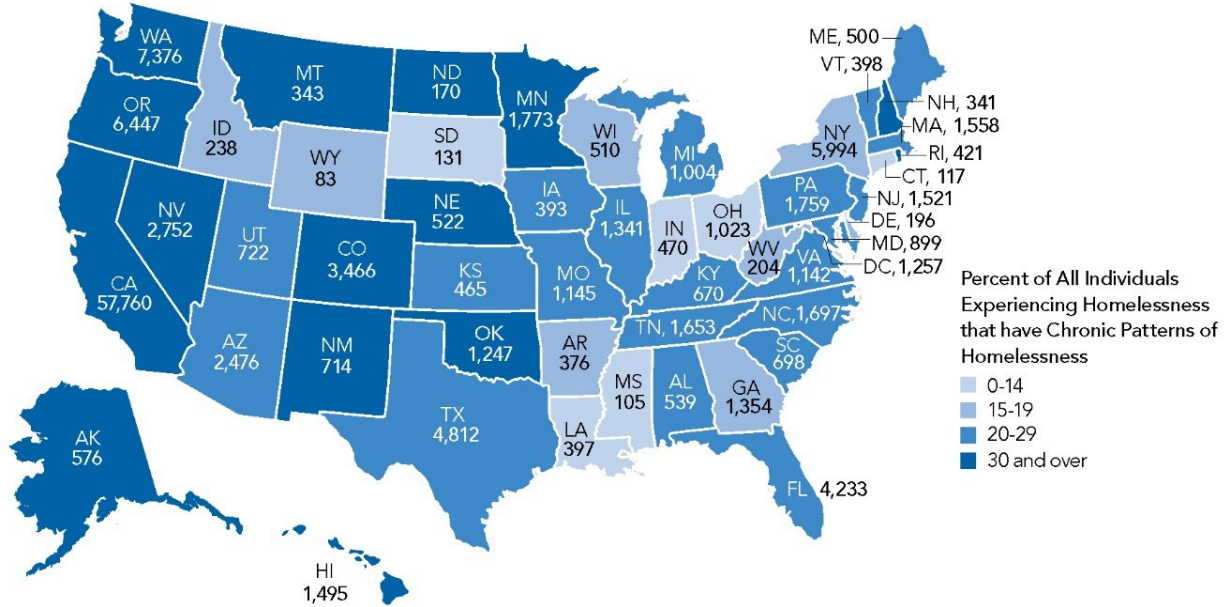 WA
7,376
MT
343
ND
170
MN
1,773
OR
6,447
ID
238
WY
83
SD
131
WI
510
MI
1,004
NY
5,994
ME, 500
VT, 398
NH, 341
MA, 1,558
RI, 421
CT, 117
NJ, 1,521
DE, 196
MD, 899
DC, 1,257
PA
1,759
NV
2,752
UT
722
CO
3,466
NE
522
IA
393
IL
1,341
IN
470
OH
1,023
WV
204
VA
1,142
CA
57,760
KS
465
MO
1,145
KY
670
AZ
2,476
NM
714
OK
1,247
AR
376
TN, 1,653
NC, 1,697
SC
698
TX
4,812
LA
397
MS
105
AL
539
GA
1,354
FL 4,233
AK
576
HI
1,495
Percent of All Individuals
Experiencing Homelessness
that have Chronic Patterns of
Homelessness
0-14
15-19
20-29
30 and over